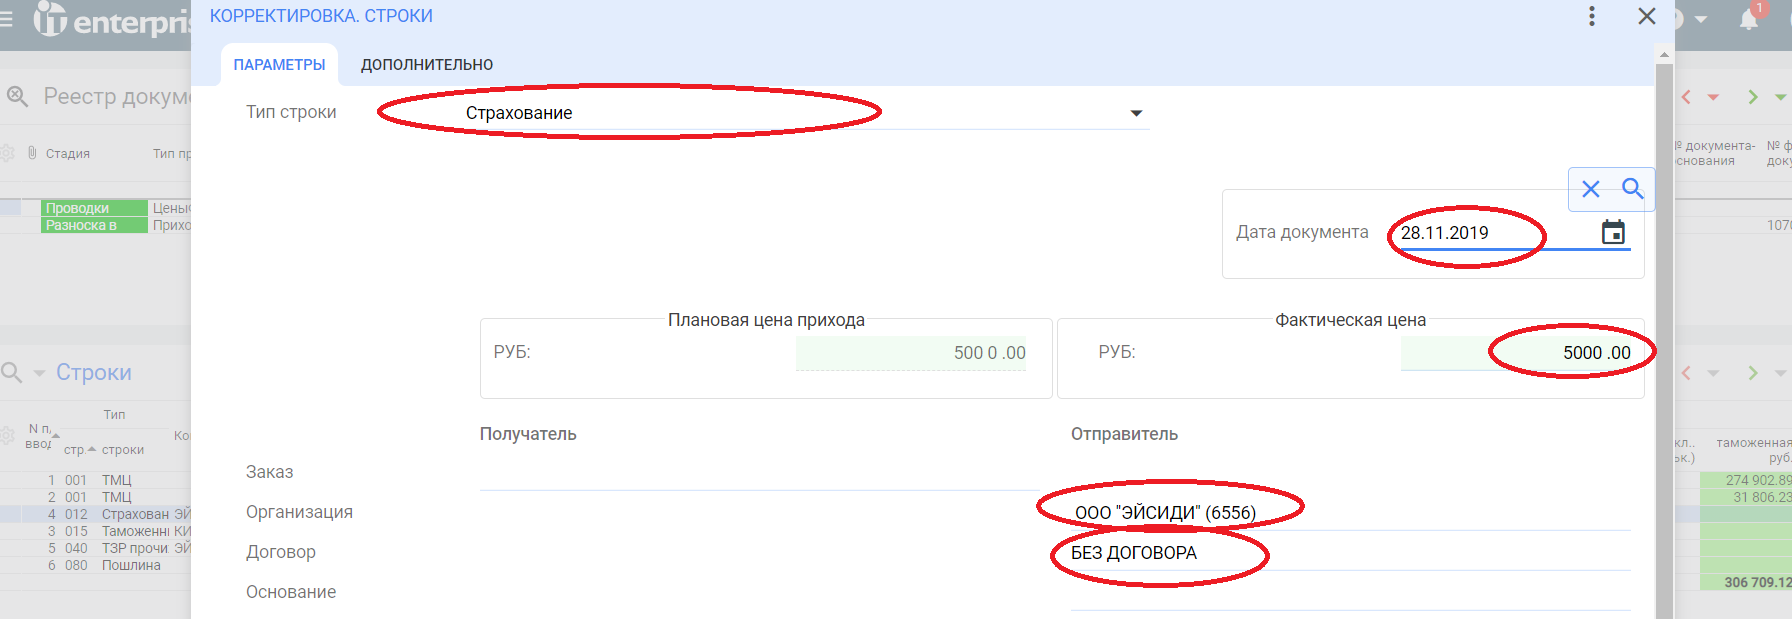 enterpris
КОРРЕКТИРОВКА. СТРОКИ
1
ПАРАМЕТРЫ
ДОПОЛНИТЕЛЬНО
Реестр докум
Тип строки
Страхование
Стадия
Тип пр
№ документа-
основания
№ ф
доку
Проводки
Цены
Разноска в
Прихо
1070
Дата документа
28.11.2019
Плановая цена прихода
Фактическая цена
РУБ:
500 0 .00
РУБ:
5000 .00
Строки
Тип
N п/
ввод
стр.
строки
Ко
Получатель
Отправитель
кл..
ьк.)
таможенная
руб.
Заказ
1 001 ТМЦ
274 902.89
2 001 ТМЦ
31 806.23
Организация
ООО "ЭЙСИДИ" (6556)
4 012 Страхован ЭЙ
3 015 Таможенн КИ
Договор
БЕЗ ДОГОВОРА
5 040 ТЗР прочи: ЭЙ
6 080 Пошлина
306 709.12
Основание